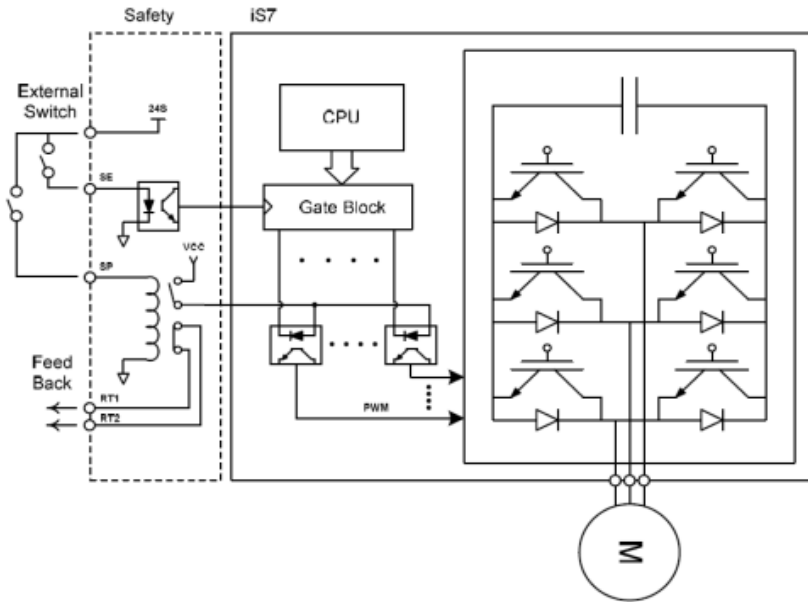 Safety
iS7
External
Switch
24S
CPU
SE
Gate Block
VCC
SP
Feed
Back
RT1
RT2
PWM
M